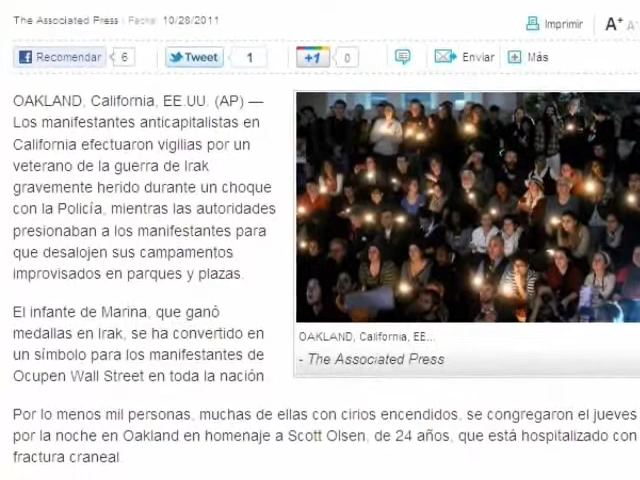 The Associated Press | Fecha: 10/28/2011
Imprimir A+ A
Recomendar 6 Tweet 1 +1 0 Enviar Más
OAKLAND, California, EE.UU. (AP) —
Los manifestantes anticapitalistas en
California efectuaron vigilias por un
veterano de la guerra de Irak
gravemente herido durante un choque
con la Policía, mientras las autoridades
presionaban a los manifestantes para
que desalojen sus campamentos
improvisados en parques y plazas.
El infante de Marina, que ganó
medallas en Irak, se ha convertido en
un símbolo para los manifestantes de
Ocupen Wall Street en toda la nación
OAKLAND, California, EE...
- The Associated Press
Por lo menos mil personas, muchas de ellas con cirios encendidos, se congregaron el jueves
por la noche en Oakland en homenaje a Scott Olsen, de 24 años, que está hospitalizado con
fractura craneal.